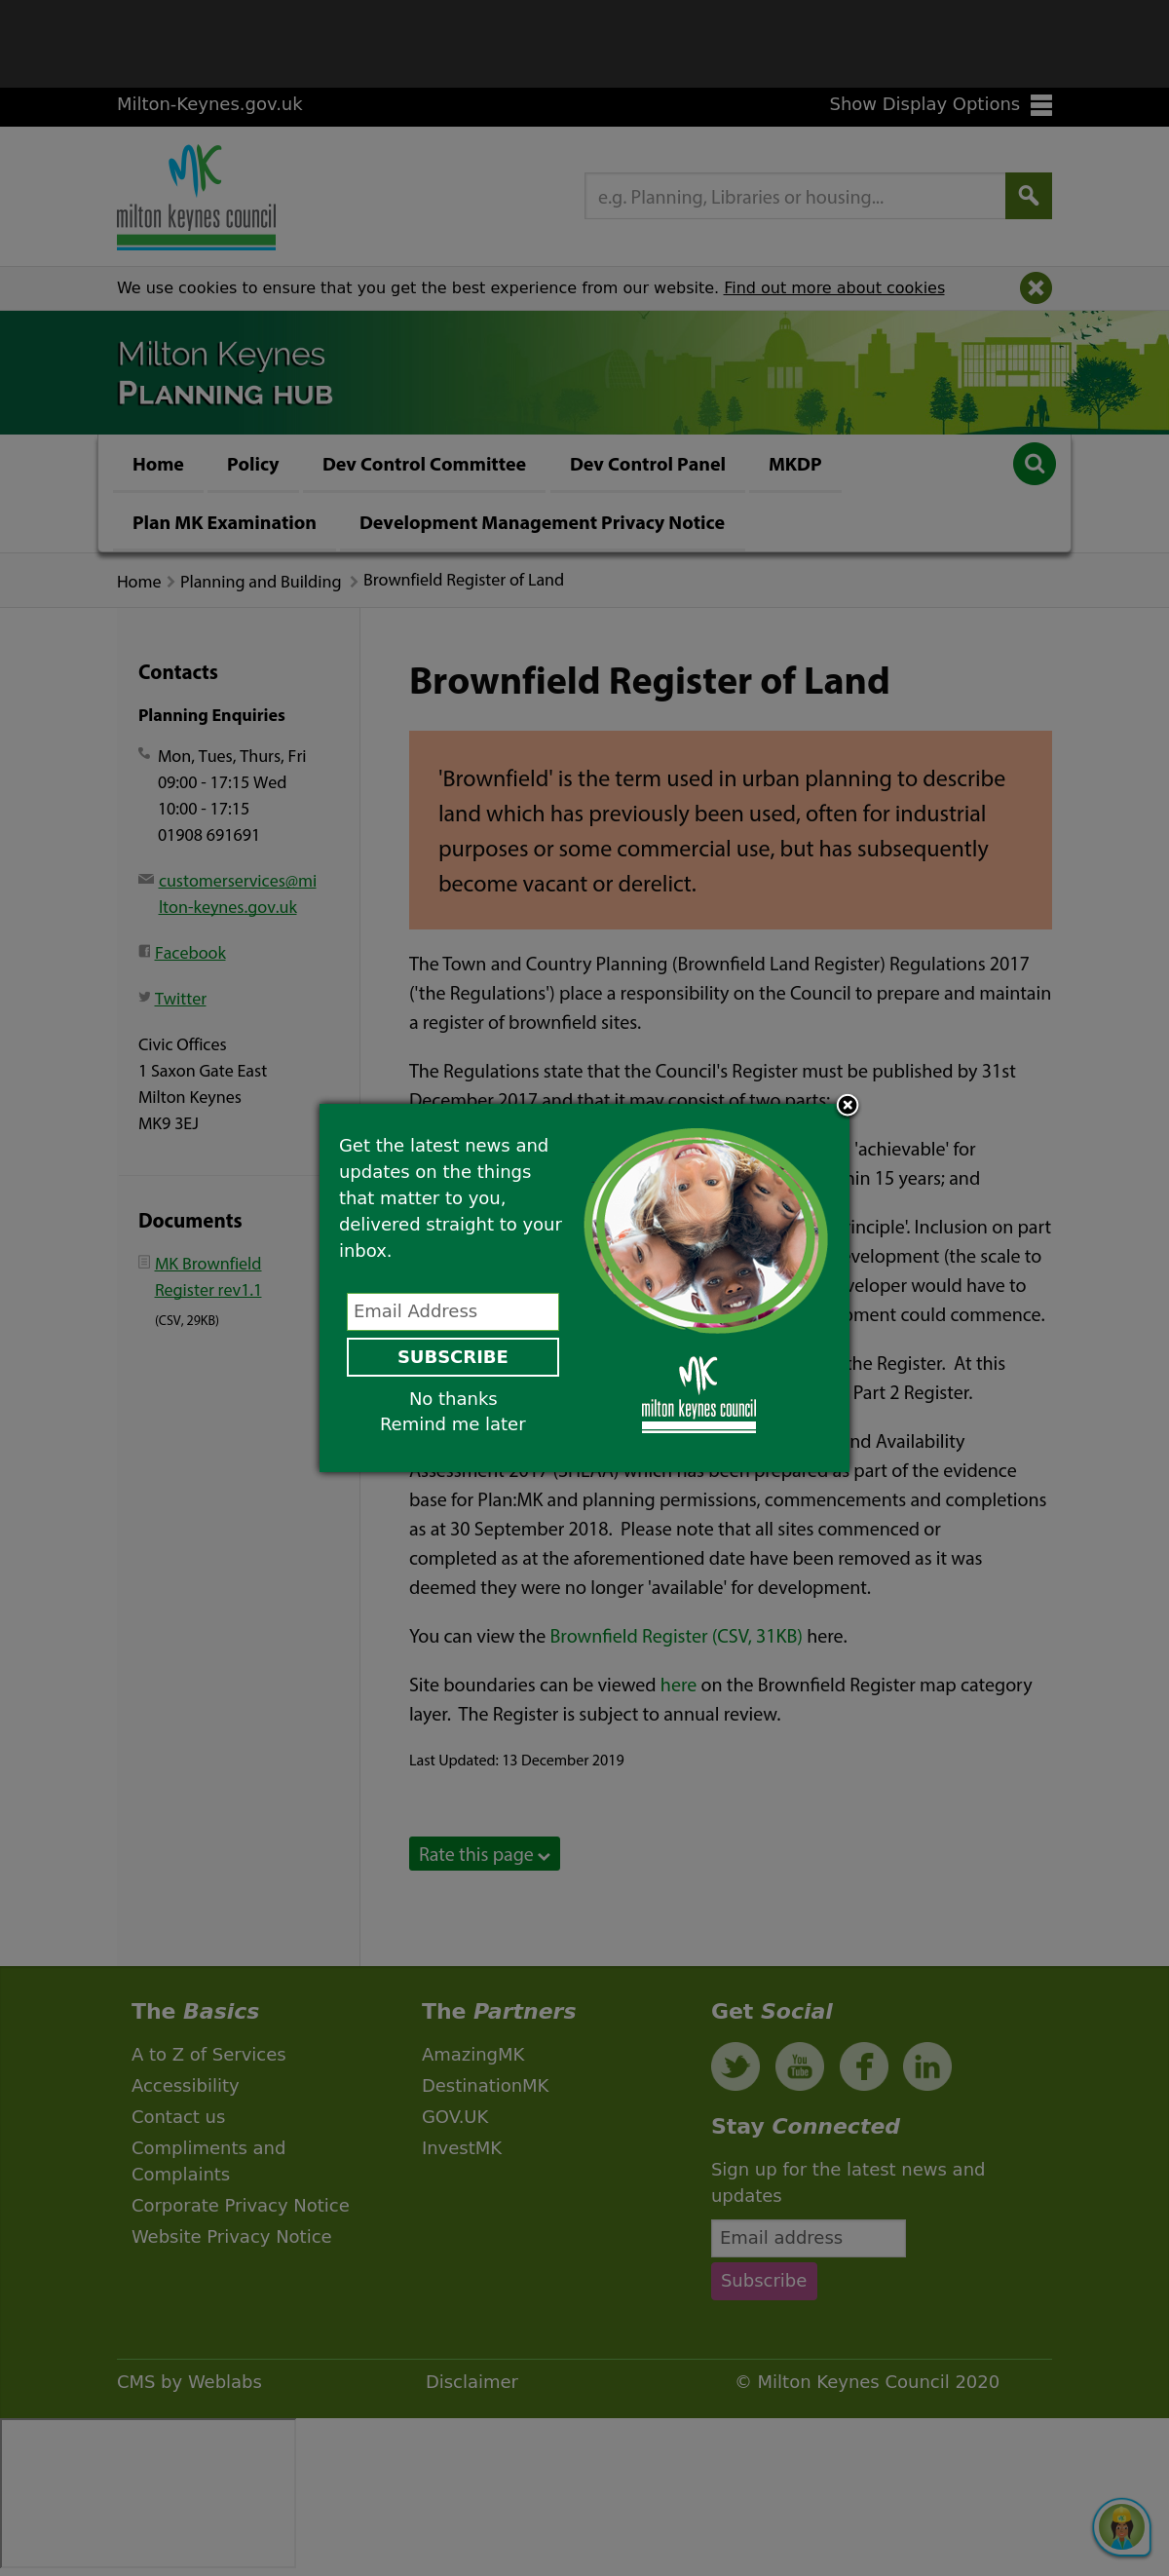 Milton-Keynes.gov.uk
Show Display Options
milton keynes council
e.g. Planning, Libraries or housing...
We use cookies to ensure that you get the best experience from our website. Find out more about cookies
Milton Keynes
PLANNING HUB
Home
Policy
Dev Control Committee
Dev Control Panel
MKDP
Plan MK Examination
Development Management Privacy Notice
Home
Planning and Building
Brownfield Register of Land
Contacts
Planning Enquiries
Mon, Tues, Thurs, Fri
09:00 - 17:15 Wed
10:00 - 17:15
01908 691691
customerservices@mi
lton-keynes.gov.uk
Facebook
Twitter
Civic Offices
1 Saxon Gate East
Milton Keynes
MK9 3EJ
Documents
MK Brownfield
Register rev1.1
(CSV, 29KB)
Brownfield Register of Land
'Brownfield' is the term used in urban planning to describe
land which has previously been used, often for industrial
purposes or some commercial use, but has subsequently
become vacant or derelict.
The Town and Country Planning (Brownfield Land Register) Regulations 2017
('the Regulations') place a responsibility on the Council to prepare and maintain
a register of brownfield sites.
The Regulations state that the Council's Register must be published by 31st
December 2017 and that it may consist of two parts:
'achievable' for
15 years; and
Inclusion on part
(the scale to
would have to
could commence.
the Register. At this
Part 2 Register.
Availability
Assessment 2017 (SHLAA) which has been prepared as part of the evidence
base for Plan:MK and planning permissions, commencements and completions
as at 30 September 2018. Please note that all sites commenced or
completed as at the aforementioned date have been removed as it was
deemed they were no longer 'available' for development.
You can view the Brownfield Register (CSV, 31KB) here.
Site boundaries can be viewed here on the Brownfield Register map category
layer. The Register is subject to annual review.
Last Updated: 13 December 2019
Rate this page
Get the latest news and
updates on the things
that matter to you,
delivered straight to your
inbox.
Email Address
SUBSCRIBE
No thanks
Remind me later
milton keynes council
The Basics
A to Z of Services
Accessibility
Contact us
Compliments and
Complaints
Corporate Privacy Notice
Website Privacy Notice
The Partners
AmazingMK
DestinationMK
GOV.UK
InvestMK
Get Social
You
Tube
in
Stay Connected
Sign up for the latest news and
updates
Email address
Subscribe
CMS by Weblabs
Disclaimer
© Milton Keynes Council 2020